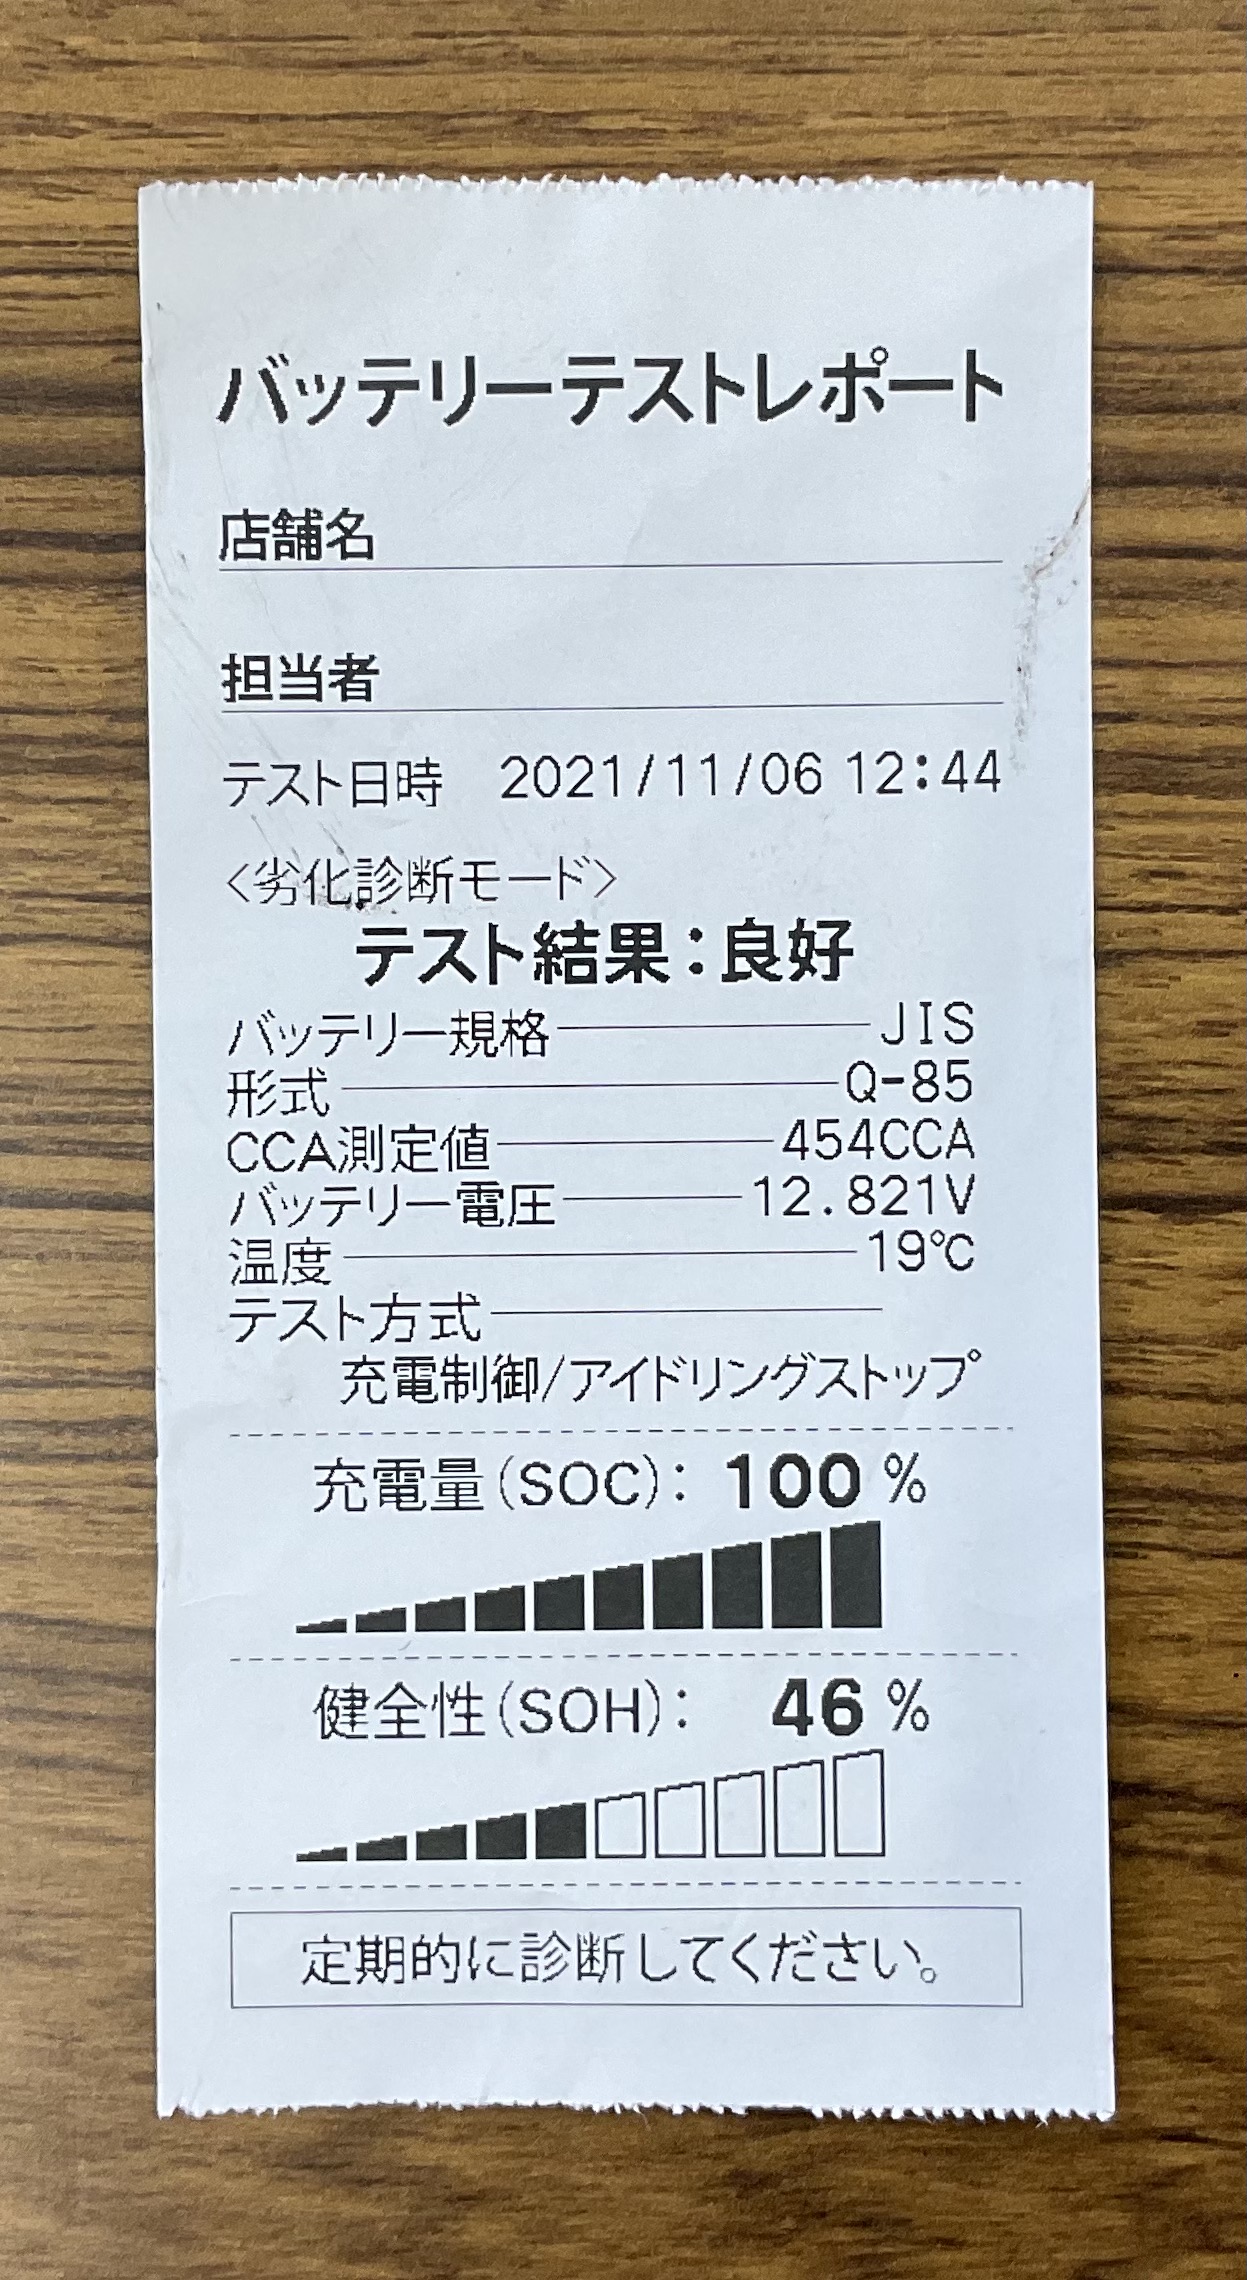 バッテリーテストレポート
店舗名
担当者
テスト日時 2021/11/06 12:44
<劣化診断モード>
テスト結果:良好
バッテリー規格 JIS
形式 Q-85
CCA測定値 454CCA
バッテリー電圧 12.821V
温度 19℃
テスト方式
充電制御/アイドリングストップ
充電量(SOC): 100 %
健全性(SOH): 46 %
定期的に診断してください。